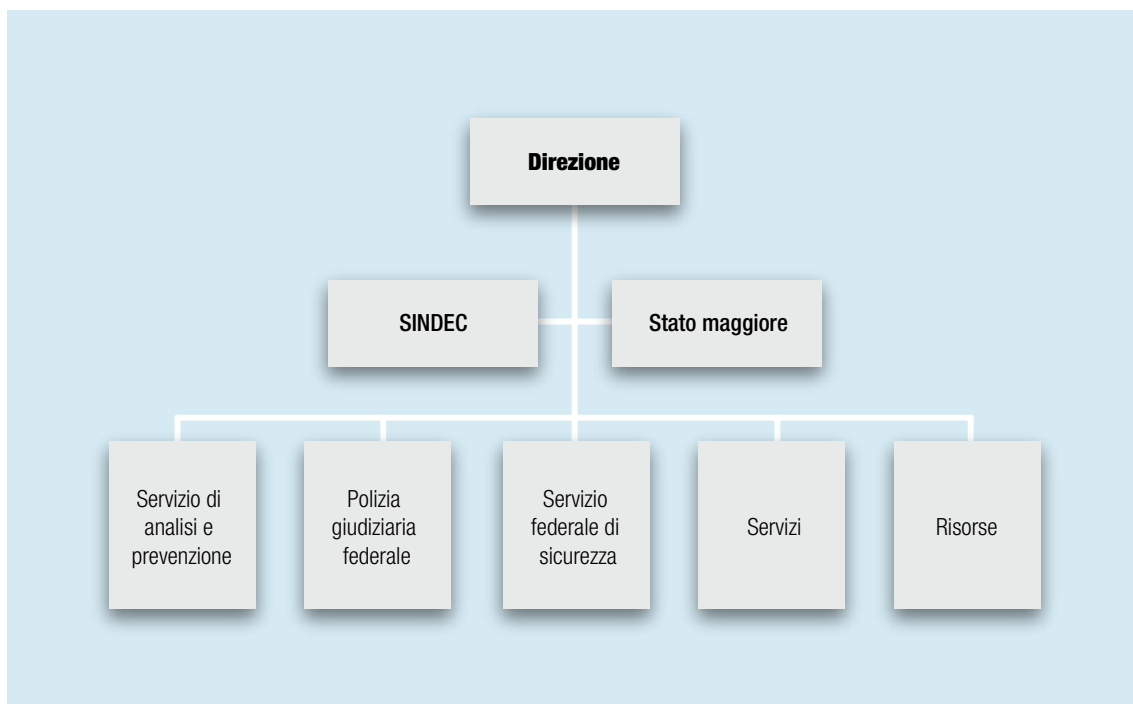 Direzione
SINDEC
Stato maggiore
Servizio di
analisi e
prevenzione
Polizia
giudiziaria
federale
Servizio
federale di
sicurezza
Servizi
Risorse